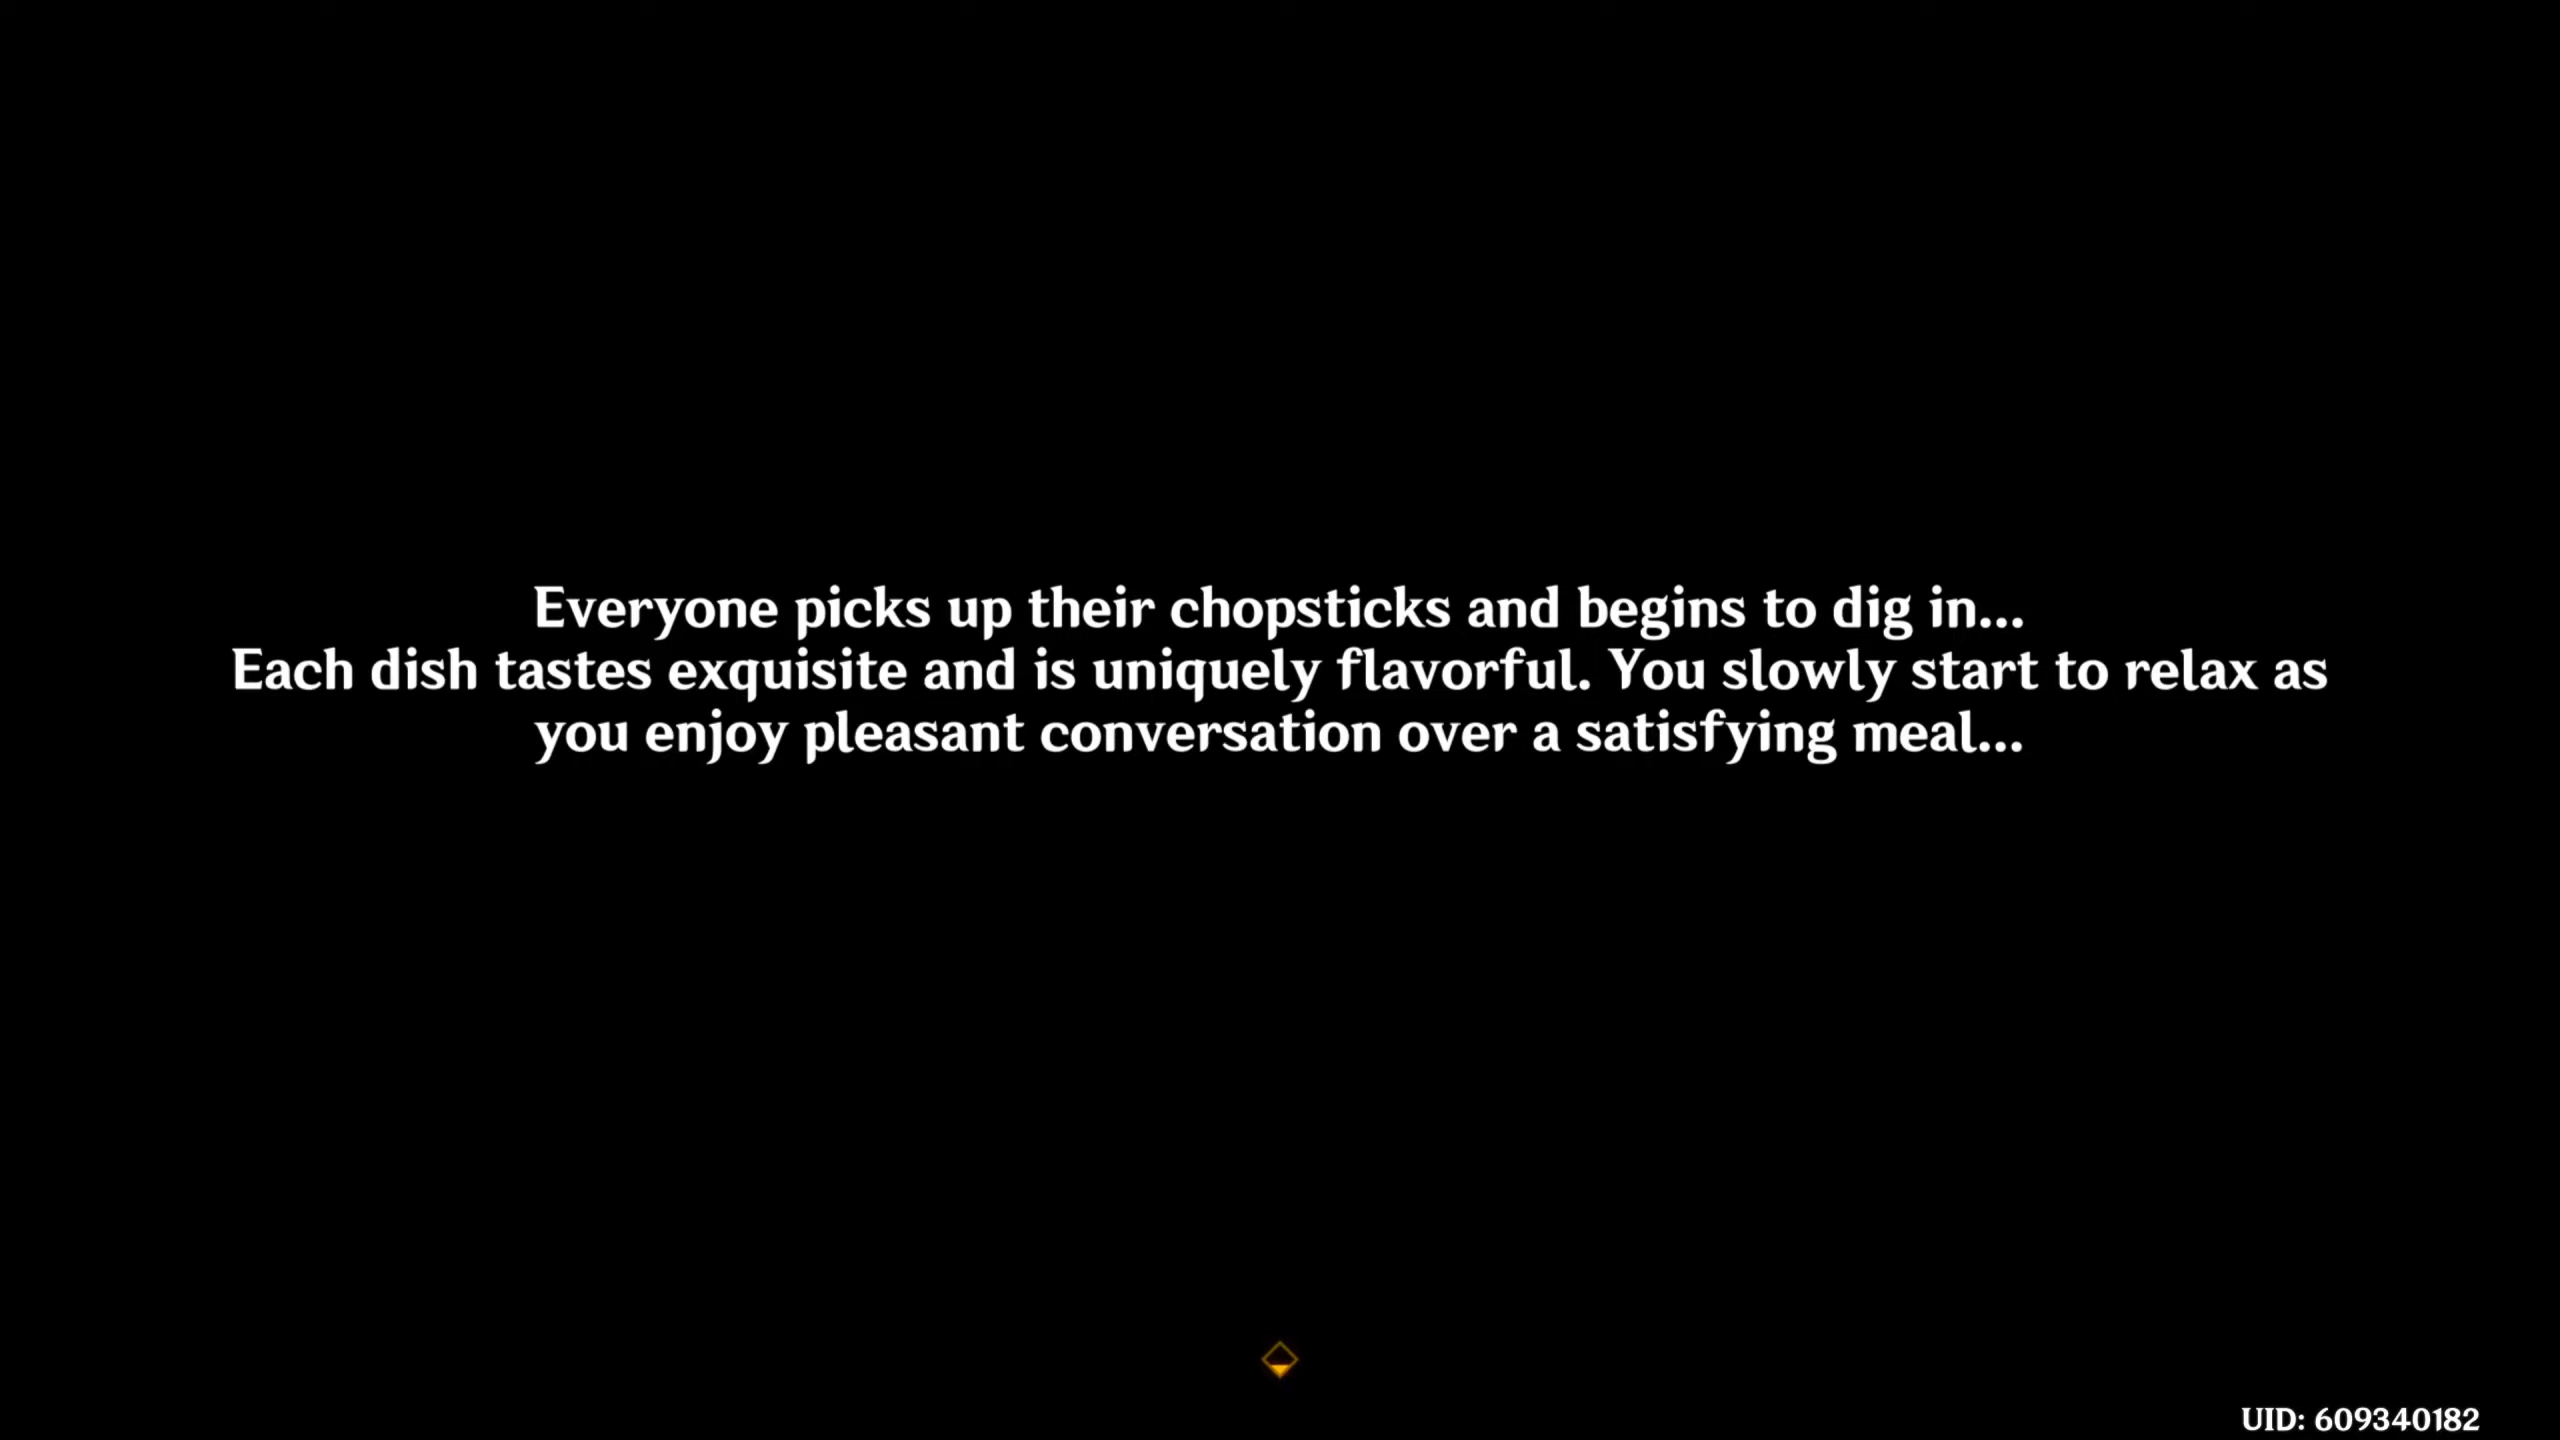 Everyone picks up their chopsticks and begins to dig in...
Each dish tastes exquisite and is uniquely flavorful. You slowly start to relax as
you enjoy pleasant conversation over a satisfying meal...
UID: 609340182